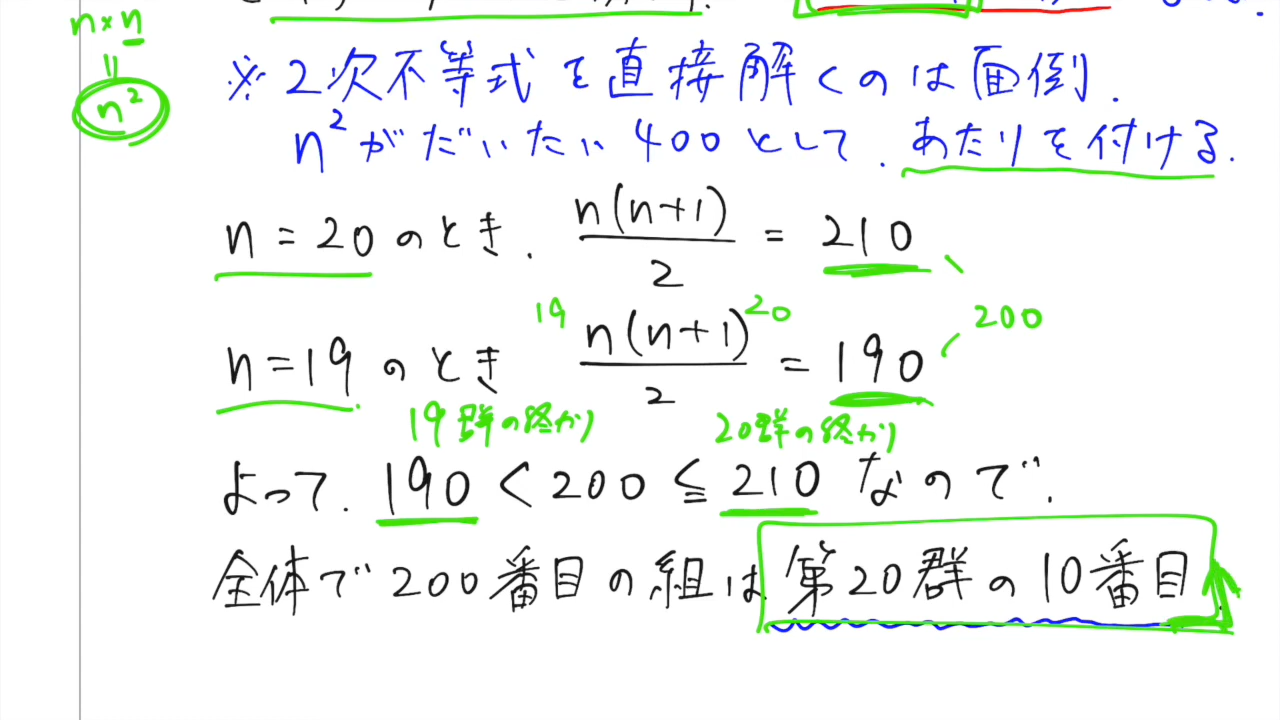 n×n
=
n²
※2次不等式を直接解くのは面倒.
n²がだいたい400として、あたりを付ける.
n=20のとき. n(n+1)/2 = 210
19 20 200
n=19のとき n(n+1)/2 = 190
19群の終わり 20群の終わり
よって. 190<200≦210なので.
全体で200番目の組は第20群の10番目